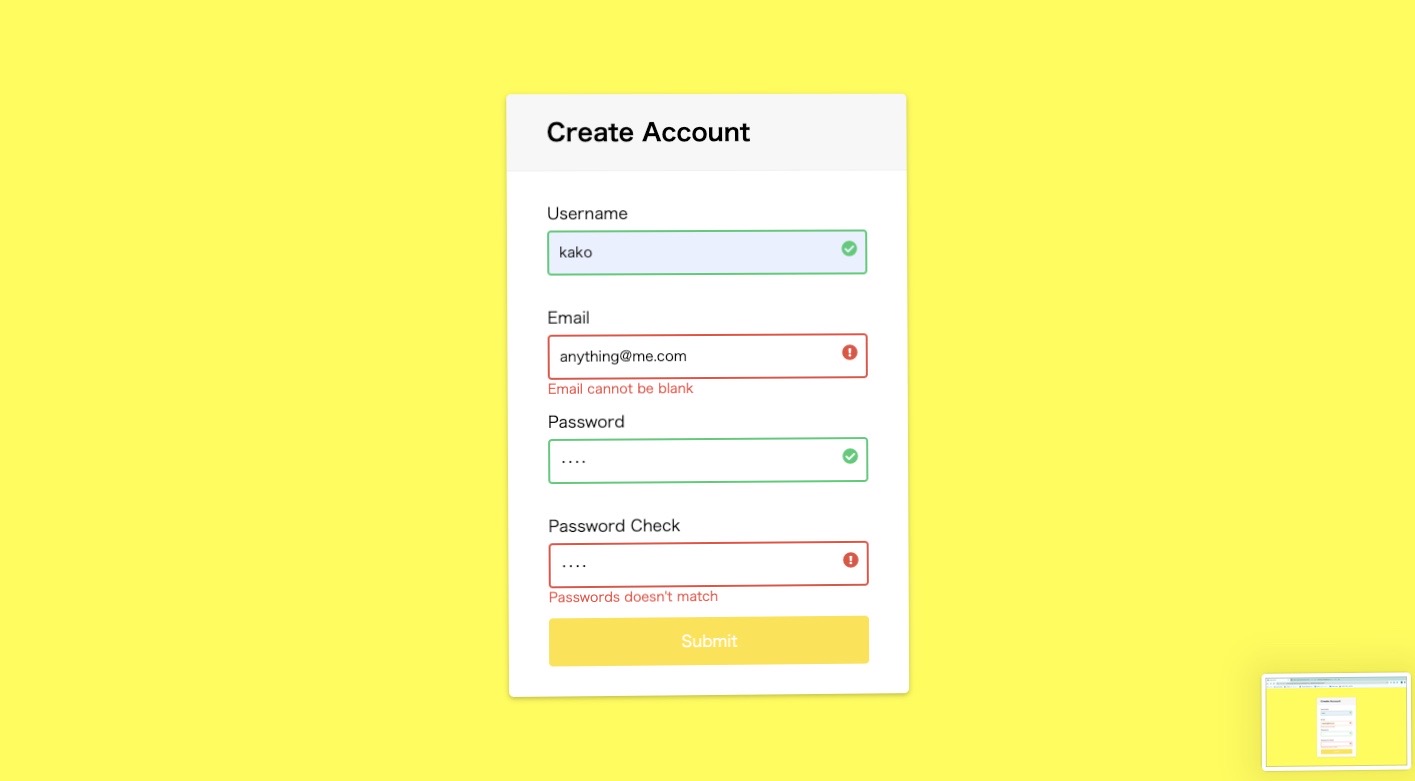 Create Account
Username
kako
Email
anything@me.com
Email cannot be blank
Password
....
Password Check
....
Passwords doesn't match
Submit